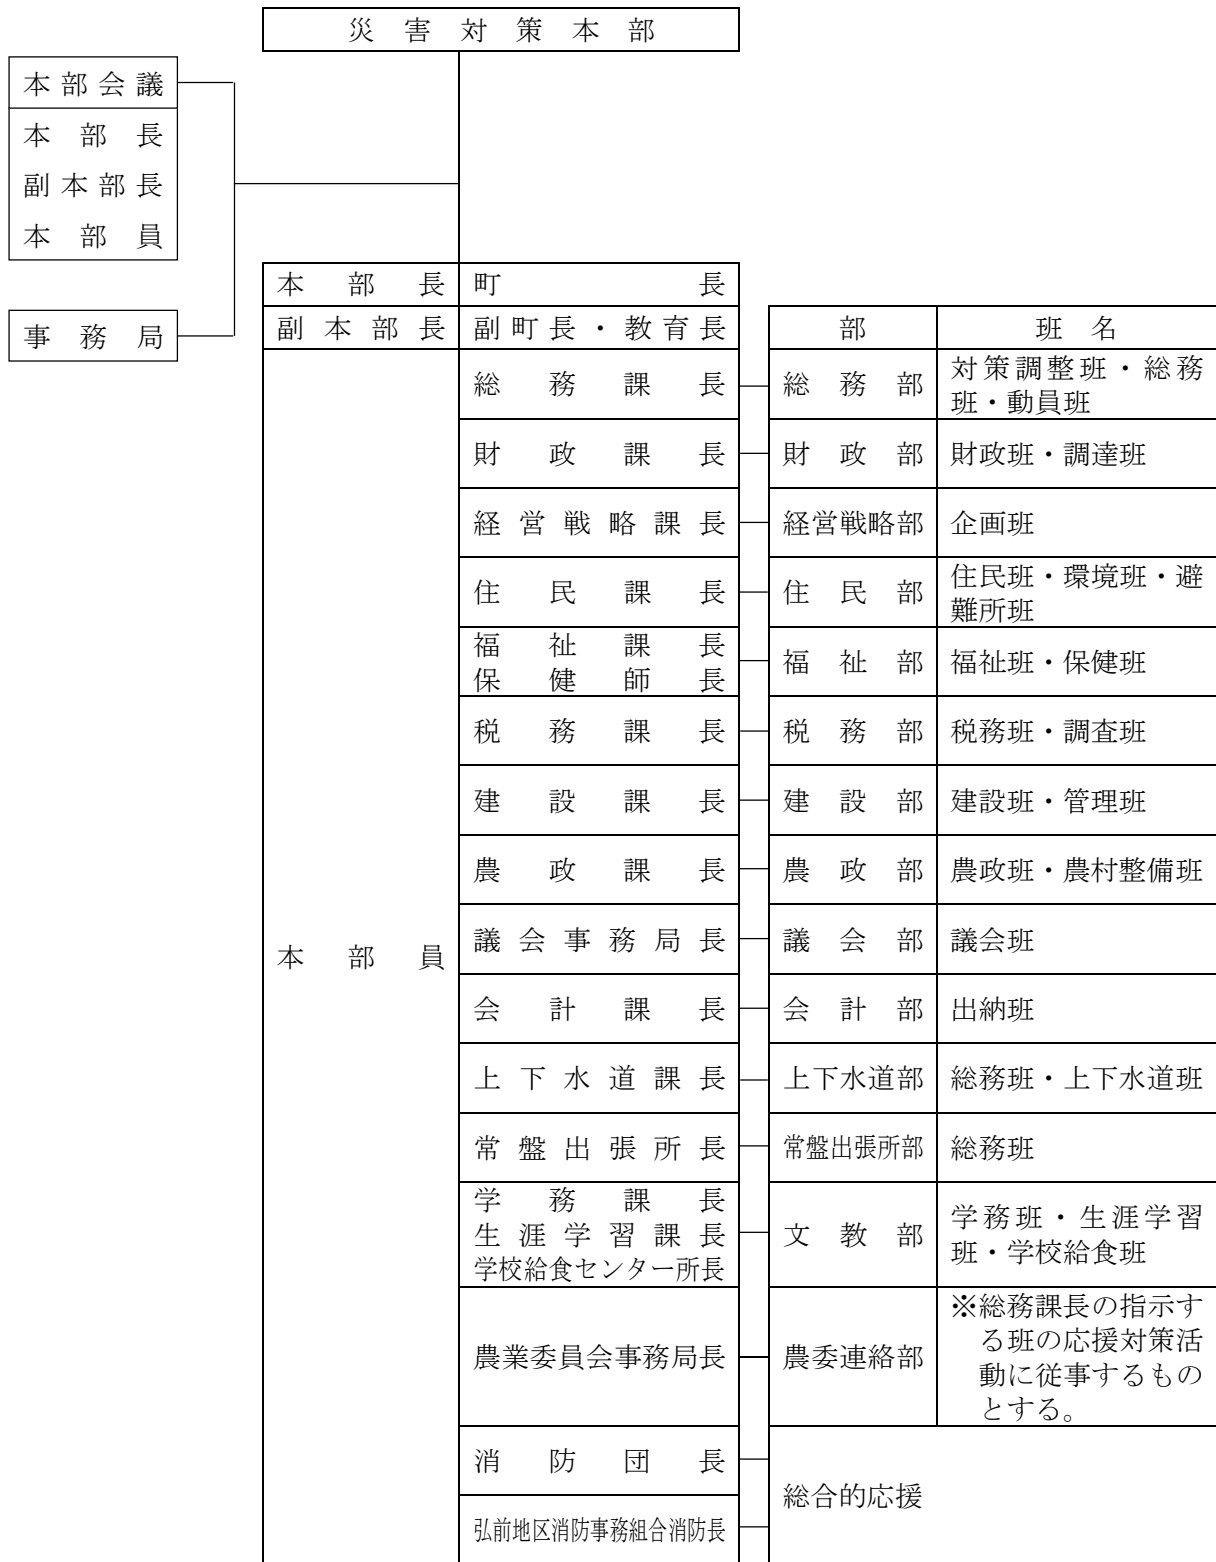 災害対策本部
本部会議
本部長
副本部長
本部員
事務局
本部長 町長
副本部長 副町長・教育長 部 班名
総務課長 総務部 対策調整班・総務
班・動員班
財政課長 財政部 財政班・調達班
経営戦略課長 経営戦略部 企画班
住民課長 住民部 住民班・環境班・避
難所班
福祉課長
保健師長
福祉部 福祉班・保健班
税務課長 税務部 税務班・調査班
建設課長 建設部 建設班・管理班
農政課長 農政部 農政班・農村整備班
本部員
議会事務局長 議会部 議会班
会計課長 会計部 出納班
上下水道課長 上下水道部 総務班・上下水道班
常盤出張所長 常盤出張所部 総務班
学務課長
生涯学習課長
学校給食センター所長
文教部 学務班・生涯学習
班・学校給食班
農業委員会事務局長 農委連絡部 ※総務課長の指示す
る班の応援対策活
動に従事するもの
とする。
消防団長
弘前地区消防事務組合消防長
総合的応援